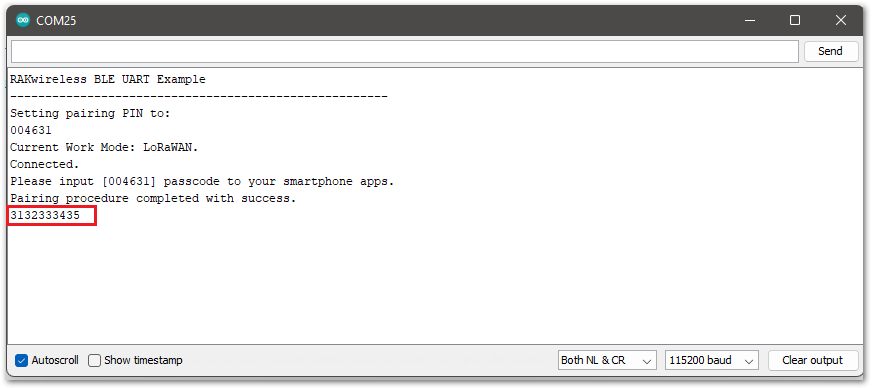 COM25
Send
RAKwireless BLE UART Example
------------------------------------------------------
Setting pairing PIN to:
004631
Current Work Mode: LoRaWAN.
Connected.
Please input [004631] passcode to your smartphone apps.
Pairing procedure completed with success.
3132333435
Autoscroll Show timestamp Both NL & CR 115200 baud Clear output